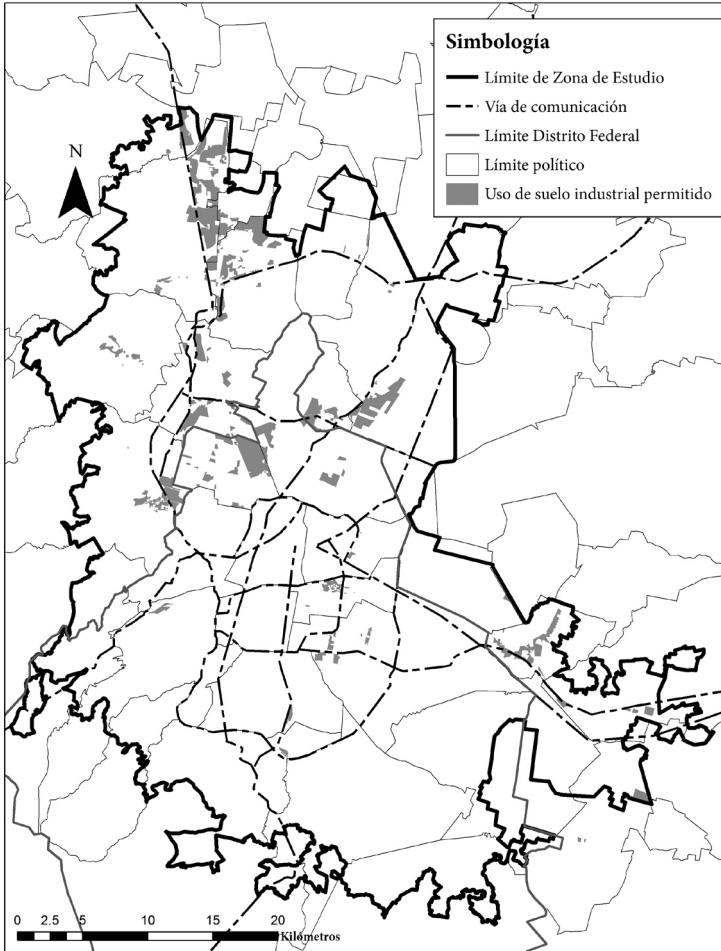 Simbología
Límite de Zona de Estudio
Vía de comunicación
Límite Distrito Federal
Límite político
Uso de suelo industrial permitido
N
0 2.5 5 10 15 20
Kilómetros